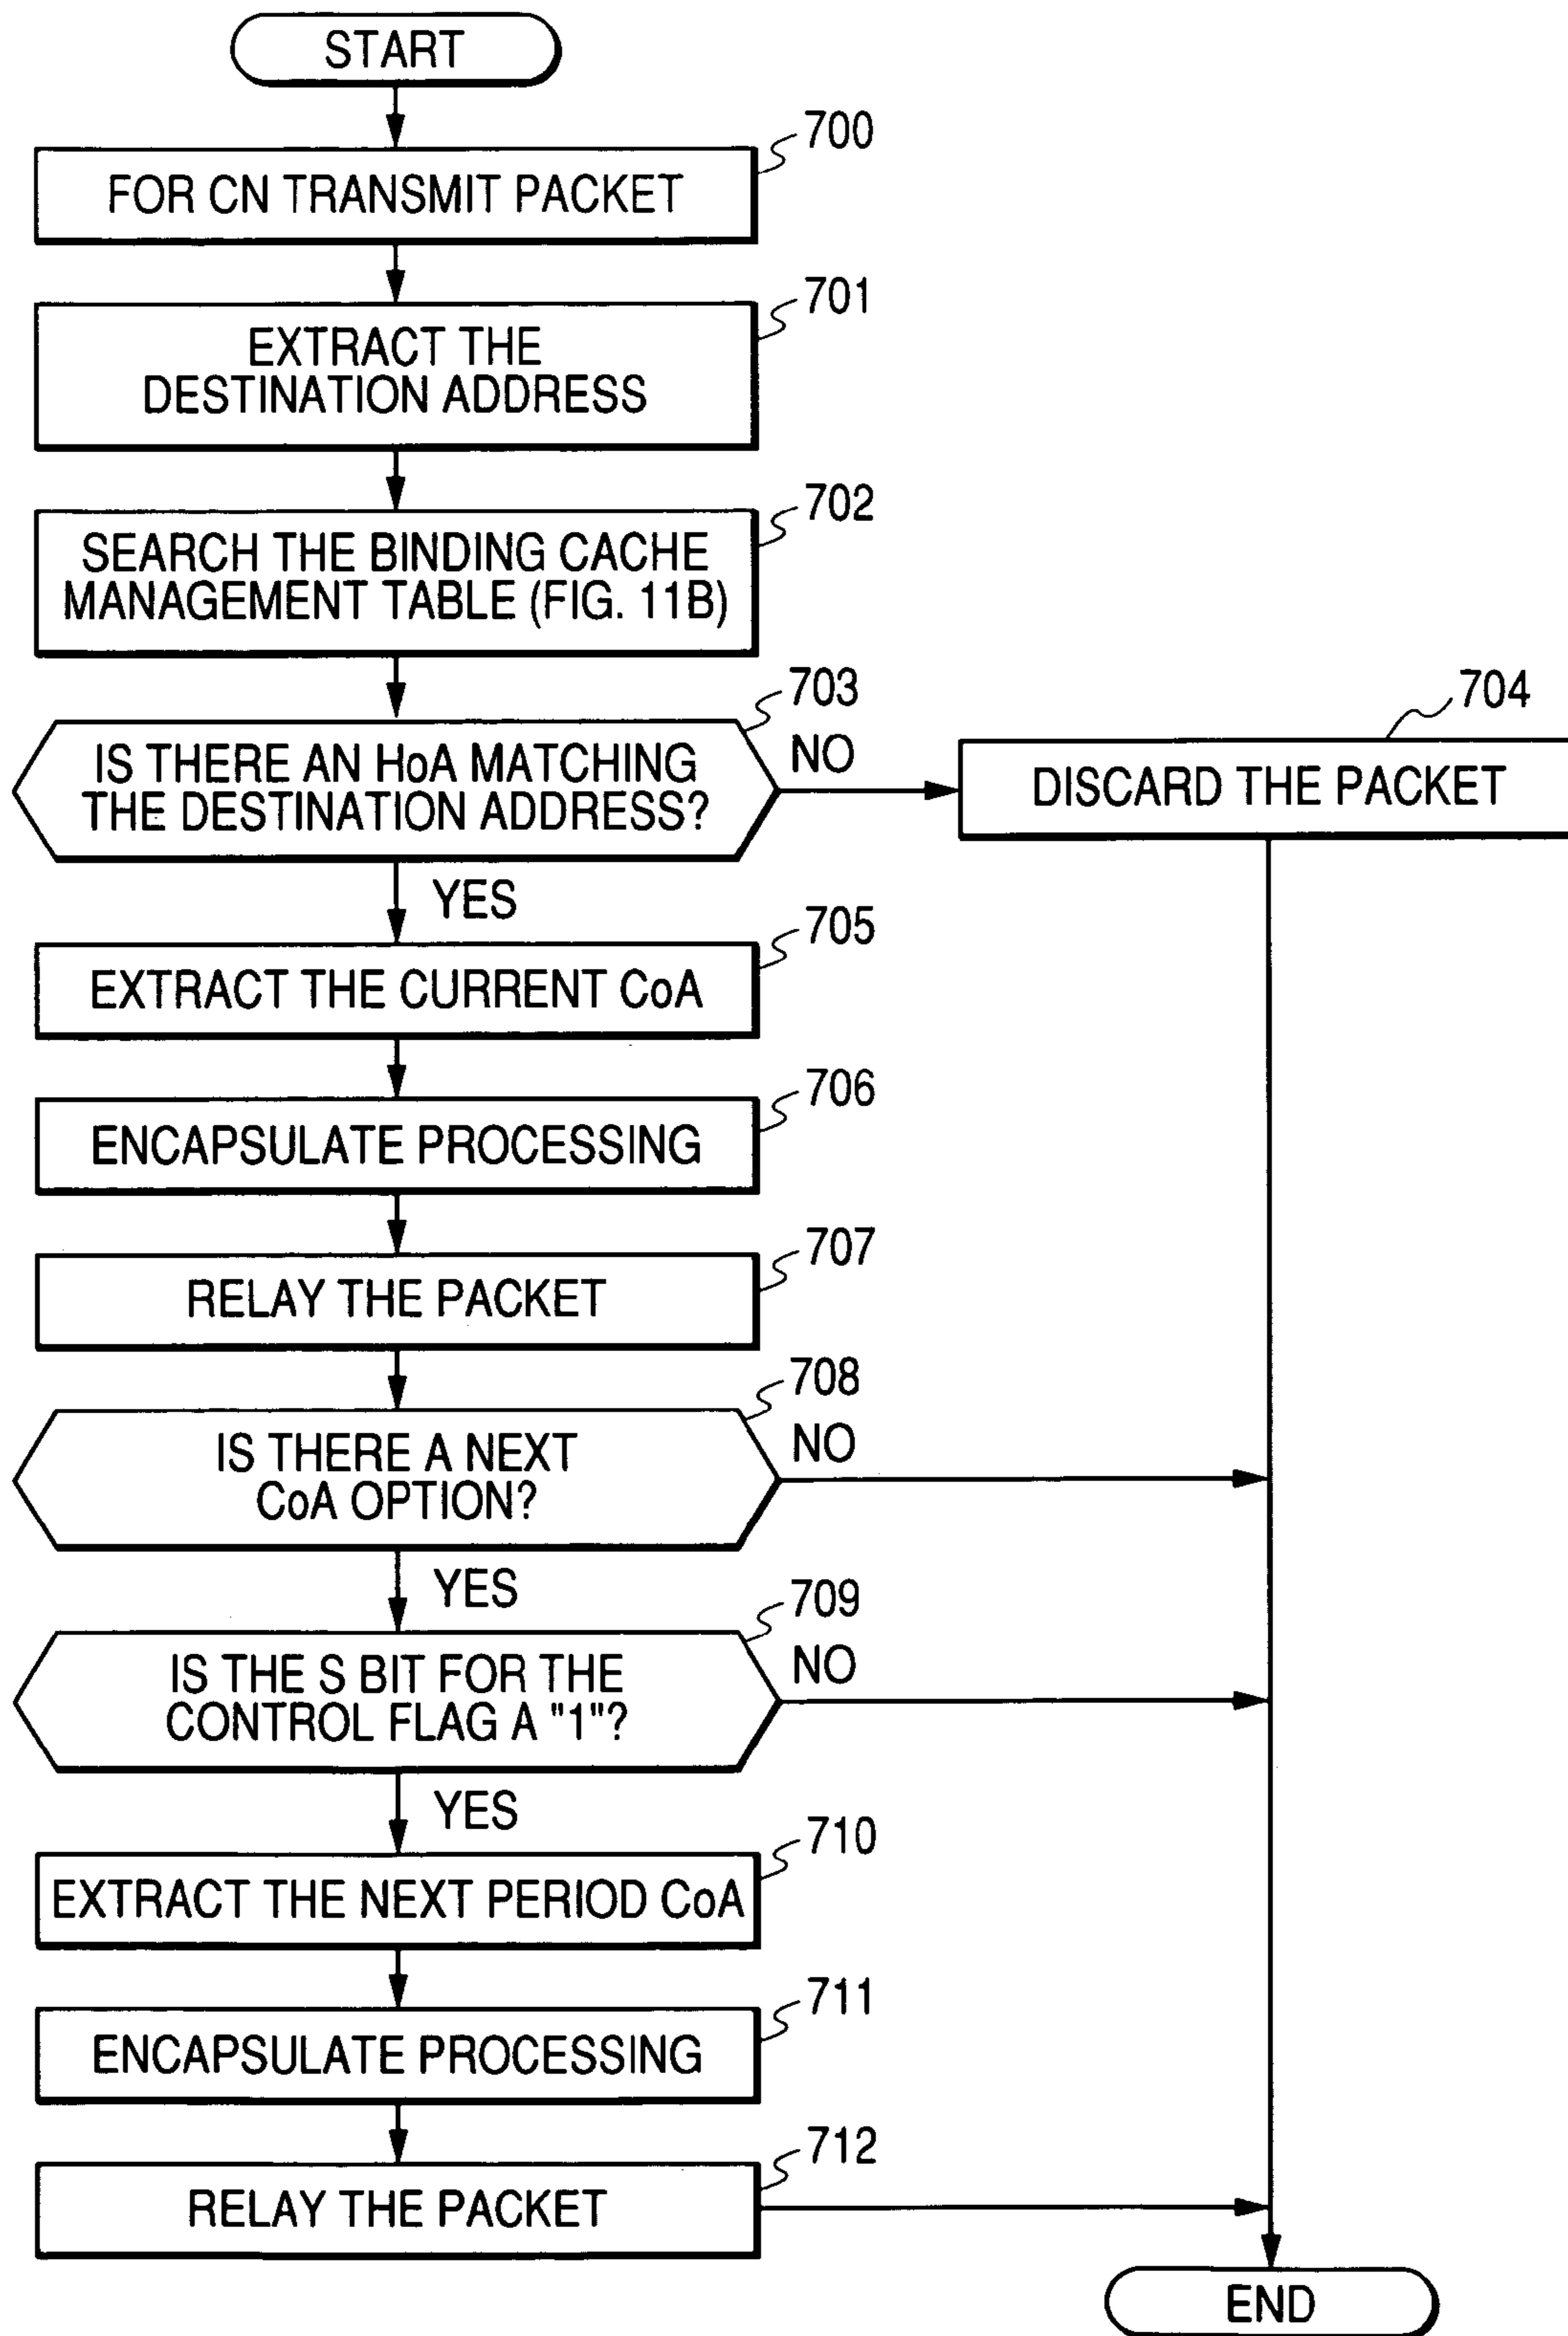 START
700
FOR CN TRANSMIT PACKET
701
EXTRACT THE
DESTINATION ADDRESS
702
SEARCH THE BINDING CACHE
MANAGEMENT TABLE (FIG. 11B)
703
IS THERE AN HoA MATCHING
THE DESTINATION ADDRESS?
NO
704
DISCARD THE PACKET
YES
705
EXTRACT THE CURRENT CoA
706
ENCAPSULATE PROCESSING
707
RELAY THE PACKET
708
IS THERE A NEXT
CoA OPTION?
NO
YES
709
IS THE S BIT FOR THE
CONTROL FLAG A "1"?
NO
YES
710
EXTRACT THE NEXT PERIOD CoA
711
ENCAPSULATE PROCESSING
712
RELAY THE PACKET
END